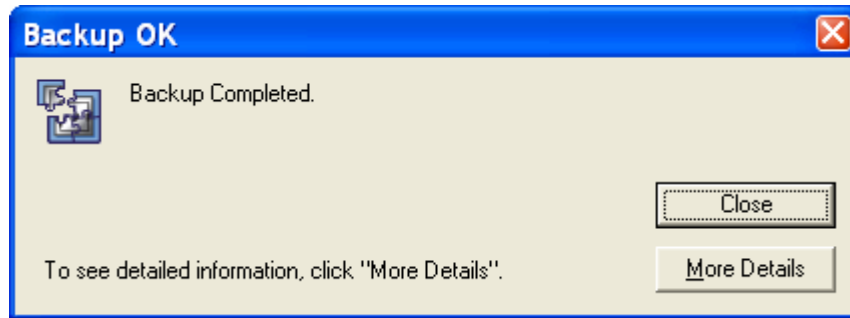 Backup OK
Backup Completed.
Close
To see detailed information, click "More Details".
More Details